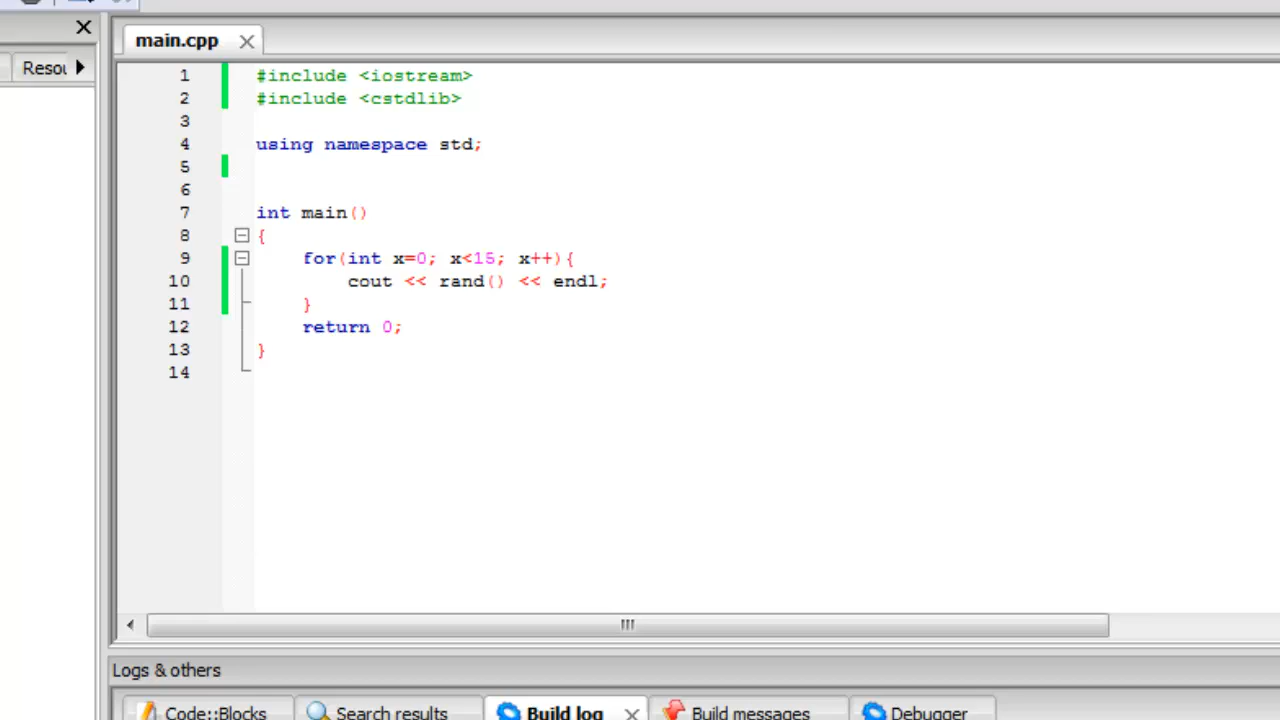 main.cpp
Resou
1 #include <iostream>
2 #include <cstdlib>
3
4 using namespace std;
5
6
7 int main()
8 {
9 for(int x=0; x<15; x++){
10 cout << rand() << endl;
11 }
12 return 0;
13 }
14
Logs & others
Code::Blocks Search results Build log Build messages Debugger